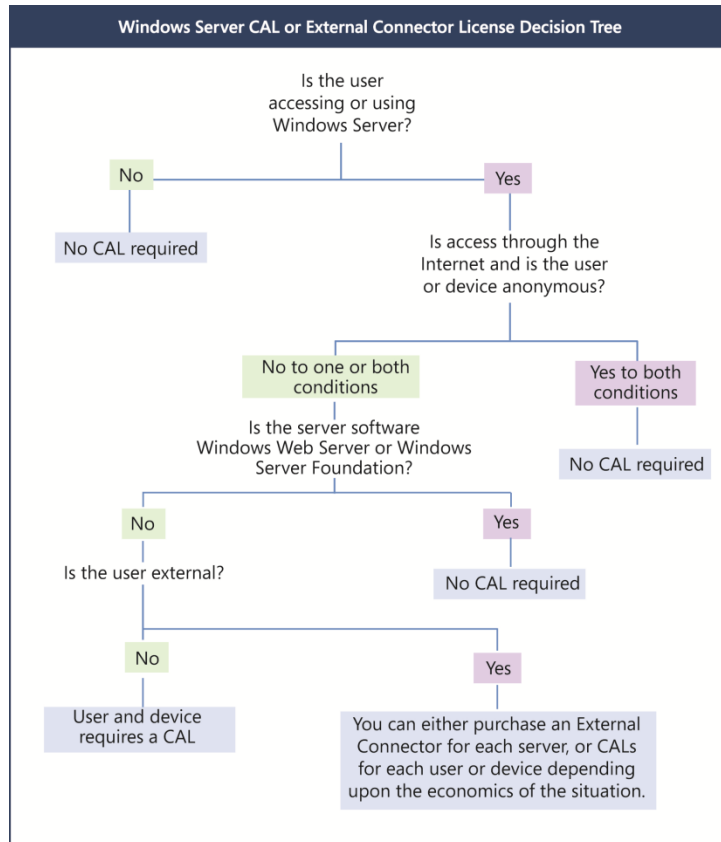 Windows Server CAL or External Connector License Decision Tree
Is the user
accessing or using
Windows Server?
No
Yes
No CAL required
Is access through the
Internet and is the user
or device anonymous?
No to one or both
conditions
Yes to both
conditions
Is the server software
Windows Web Server or Windows
Server Foundation?
No CAL required
No
Yes
Is the user external?
No CAL required
No
Yes
User and device
requires a CAL
You can either purchase an External
Connector for each server, or CALs
for each user or device depending
upon the economics of the situation.